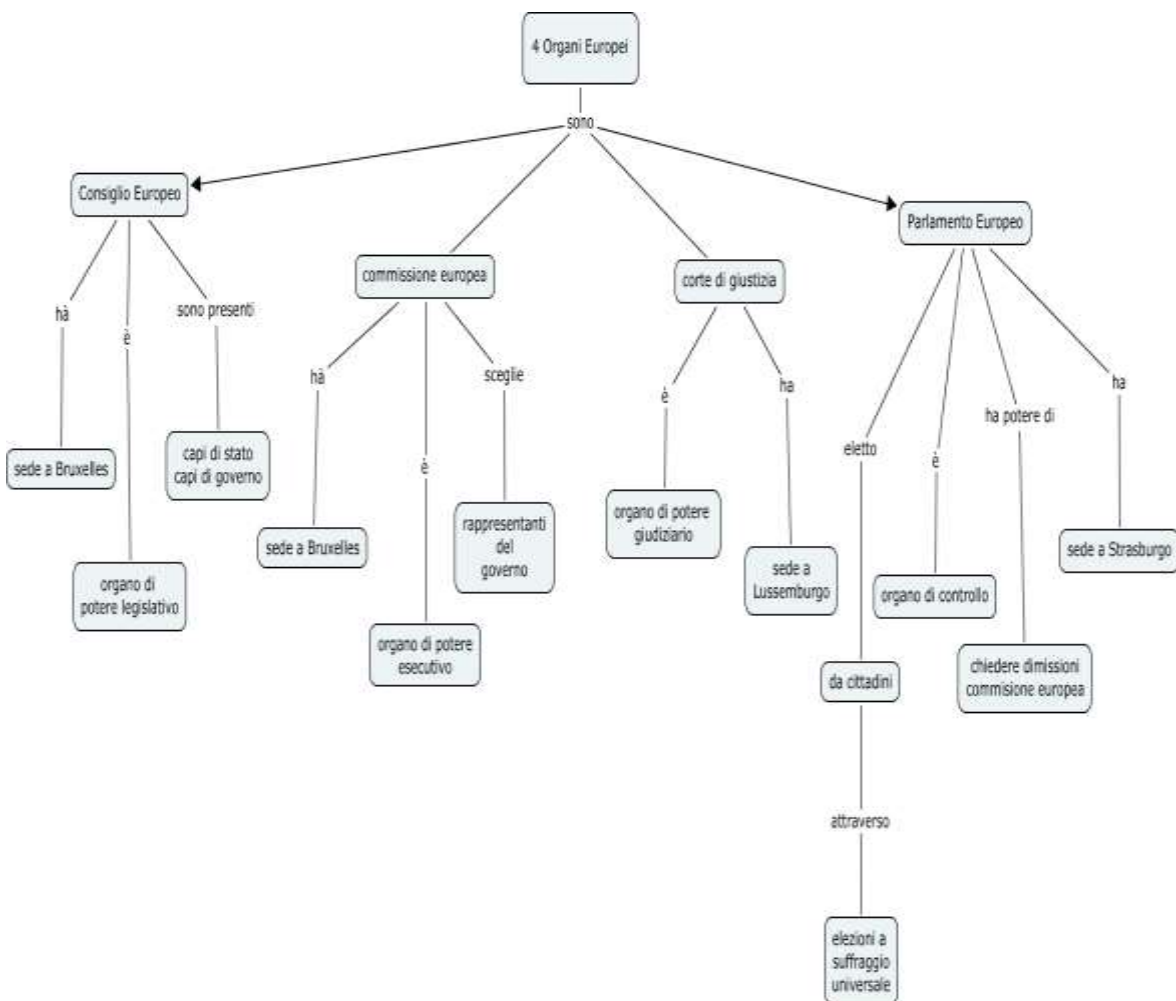 4 Organi Europei
sono
Consiglio Europeo
Parlamento Europeo
commissione europea
corte di giustizia
hà
è
sono presenti
hà
è
sceglie
è
ha
eletto
è
ha potere di
ha
sede a Bruxelles
organo di
potere legislativo
capi di stato
capi di governo
sede a Bruxelles
organo di potere
esecutivo
rappresentanti
del
governo
organo di potere
giudiziario
sede a
Lussemburgo
da cittadini
organo di controllo
chiedere dimissioni
commisione europea
sede a Strasburgo
attraverso
elezioni a
suffraggio
universale